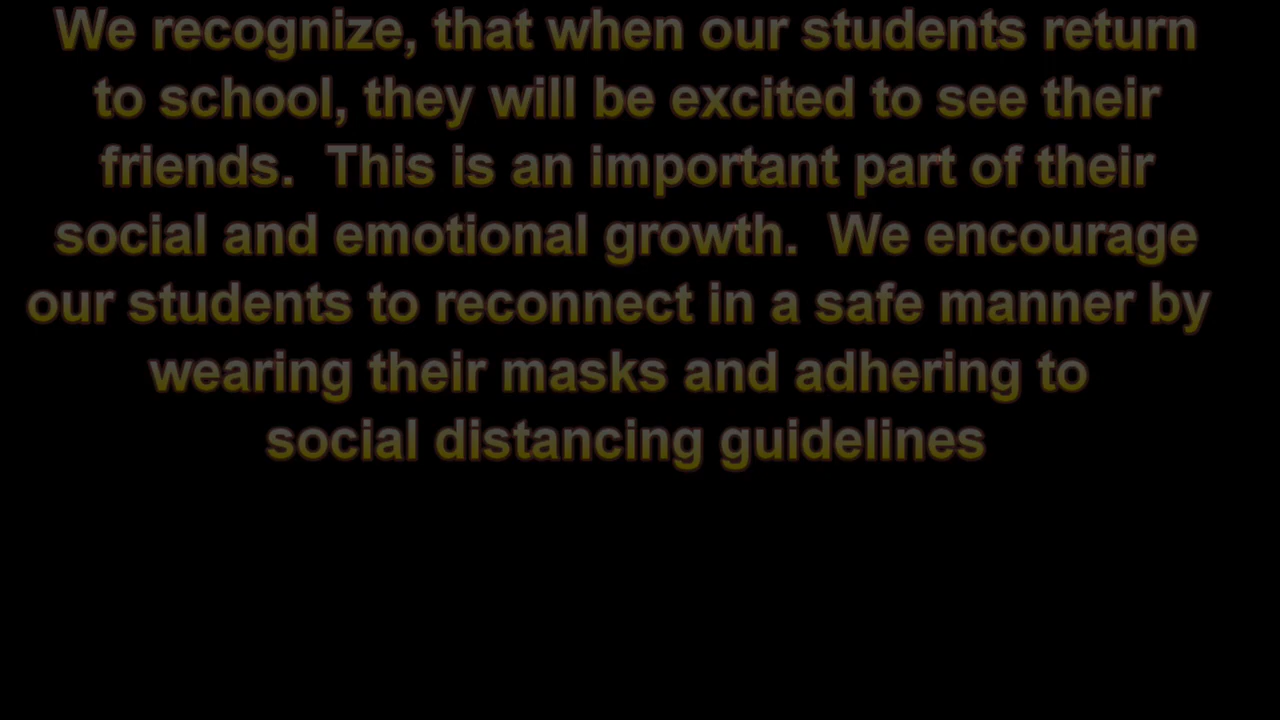 We recognize, that when our students return
to school, they will be excited to see their
friends.  This is an important part of their
social and emotional growth.  We encourage
our students to reconnect in a safe manner by
wearing their masks and adhering to
social distancing guidelines